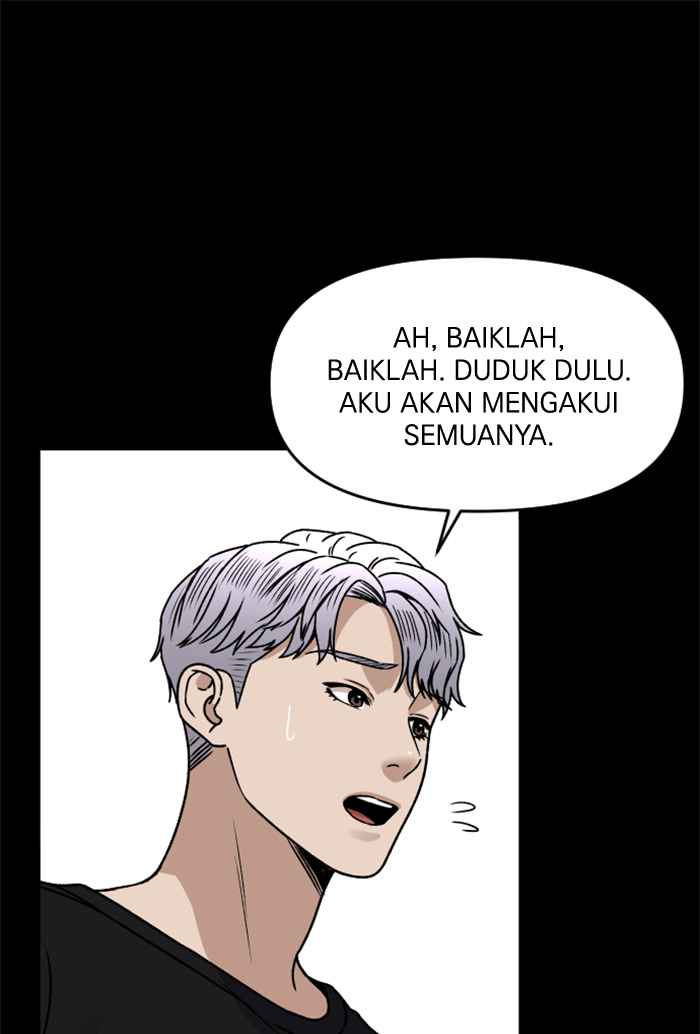 AH, BAIKLAH,
BAIKLAH. DUDUK DULU.
AKU AKAN MENGAKUI
SEMUANYA.